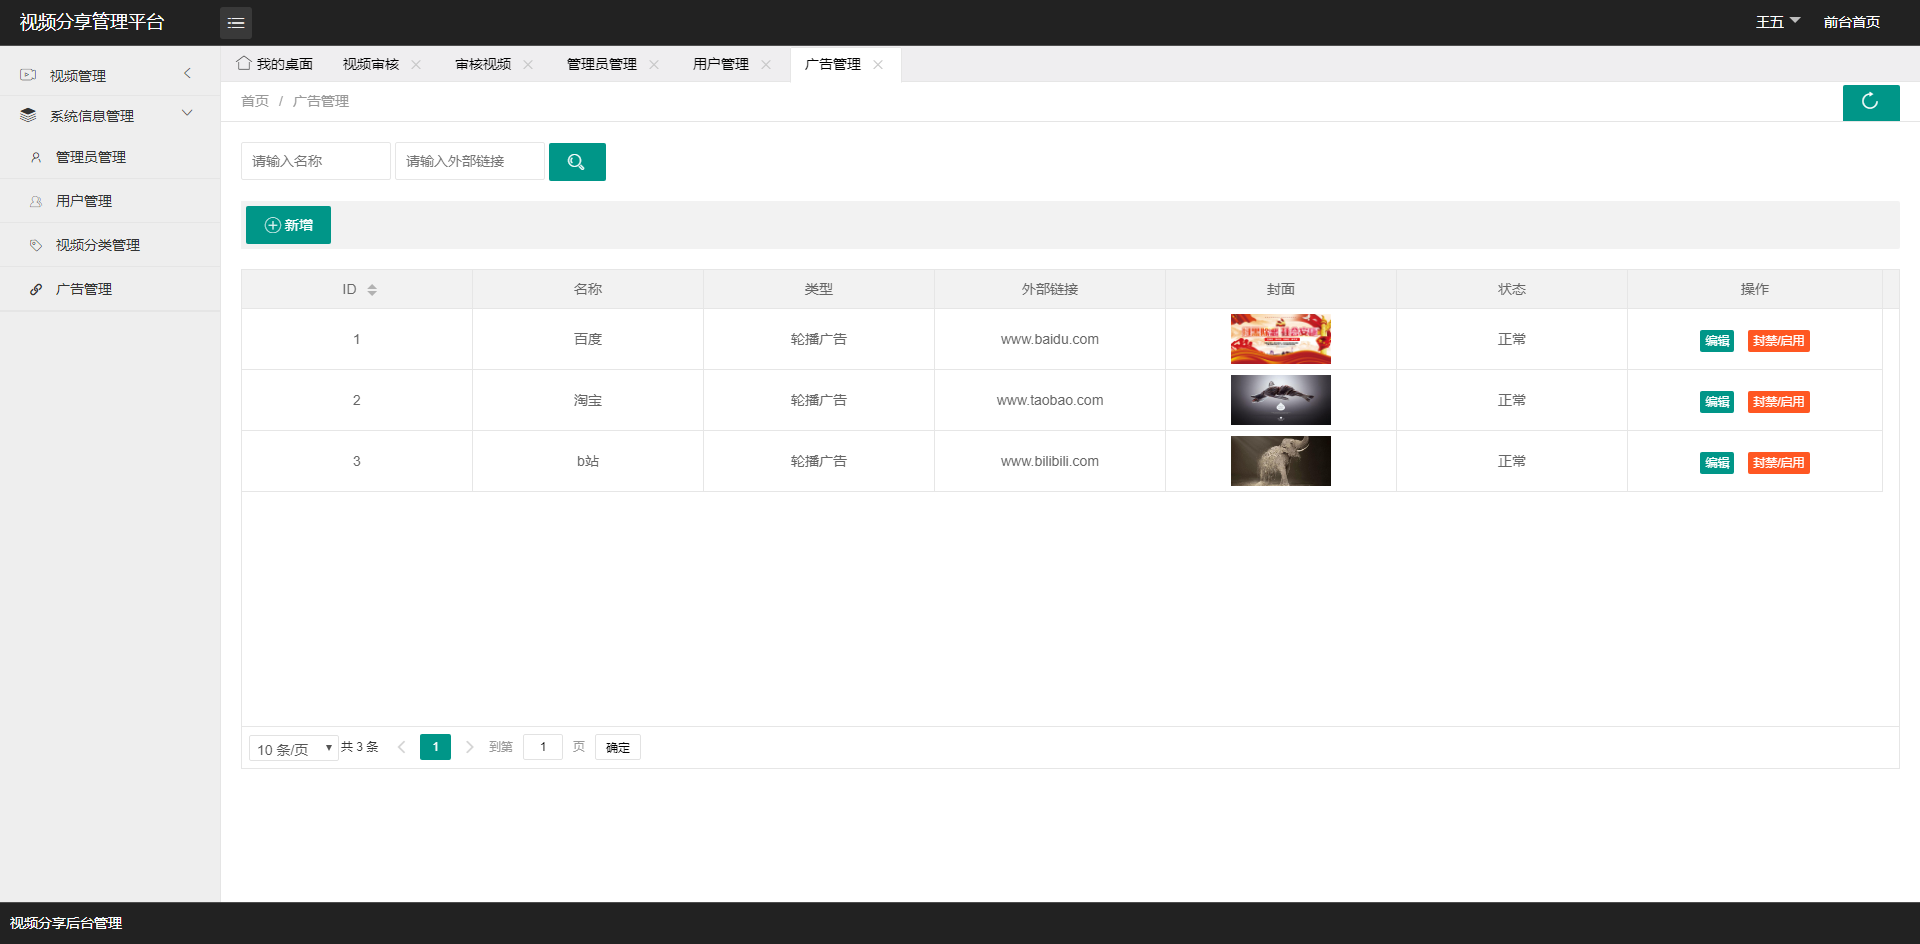 视频分享管理平台
王五 前台首页
视频管理
系统信息管理
管理员管理
用户管理
视频分类管理
广告管理
我的桌面 视频审核 审核视频 管理员管理 用户管理 广告管理
首页 / 广告管理
请输入名称 请输入外部链接
新增
ID 名称 类型 外部链接 封面 状态 操作
1 百度 轮播广告 www.baidu.com 正常 编辑 封禁/启用
2 淘宝 轮播广告 www.taobao.com 正常 编辑 封禁/启用
3 b站 轮播广告 www.bilibili.com 正常 编辑 封禁/启用
10 条/页 共 3 条 1 到第 1 页 确定
视频分享后台管理